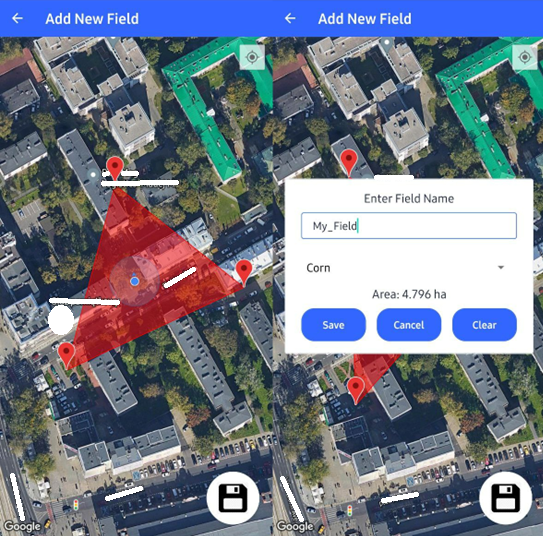 Add New Field
Google
Add New Field
Enter Field Name
My_Field
Corn
Area: 4.796 ha
Save
Cancel
Clear
Google